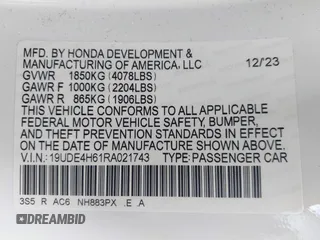 MFD. BY HONDA DEVELOPMENT &
MANUFACTURING OF AMERICA, LLC 12/23
GVWR 1850KG (4078LBS)
GAWR F 1000KG (2204LBS)
GAWR R 865KG (1906LBS)
THIS VEHICLE CONFORMS TO ALL APPLICABLE
FEDERAL MOTOR VEHICLE SAFETY, BUMPER,
AND THEFT PREVENTION STANDARDS IN EFFECT
ON THE DATE OF MANUFACTURE SHOWN ABOVE.
V.I.N.: 19UDE4H61RA021743 TYPE:PASSENGER CAR
3S5 R AC6 NH883PX .E .A
© DREAMBID